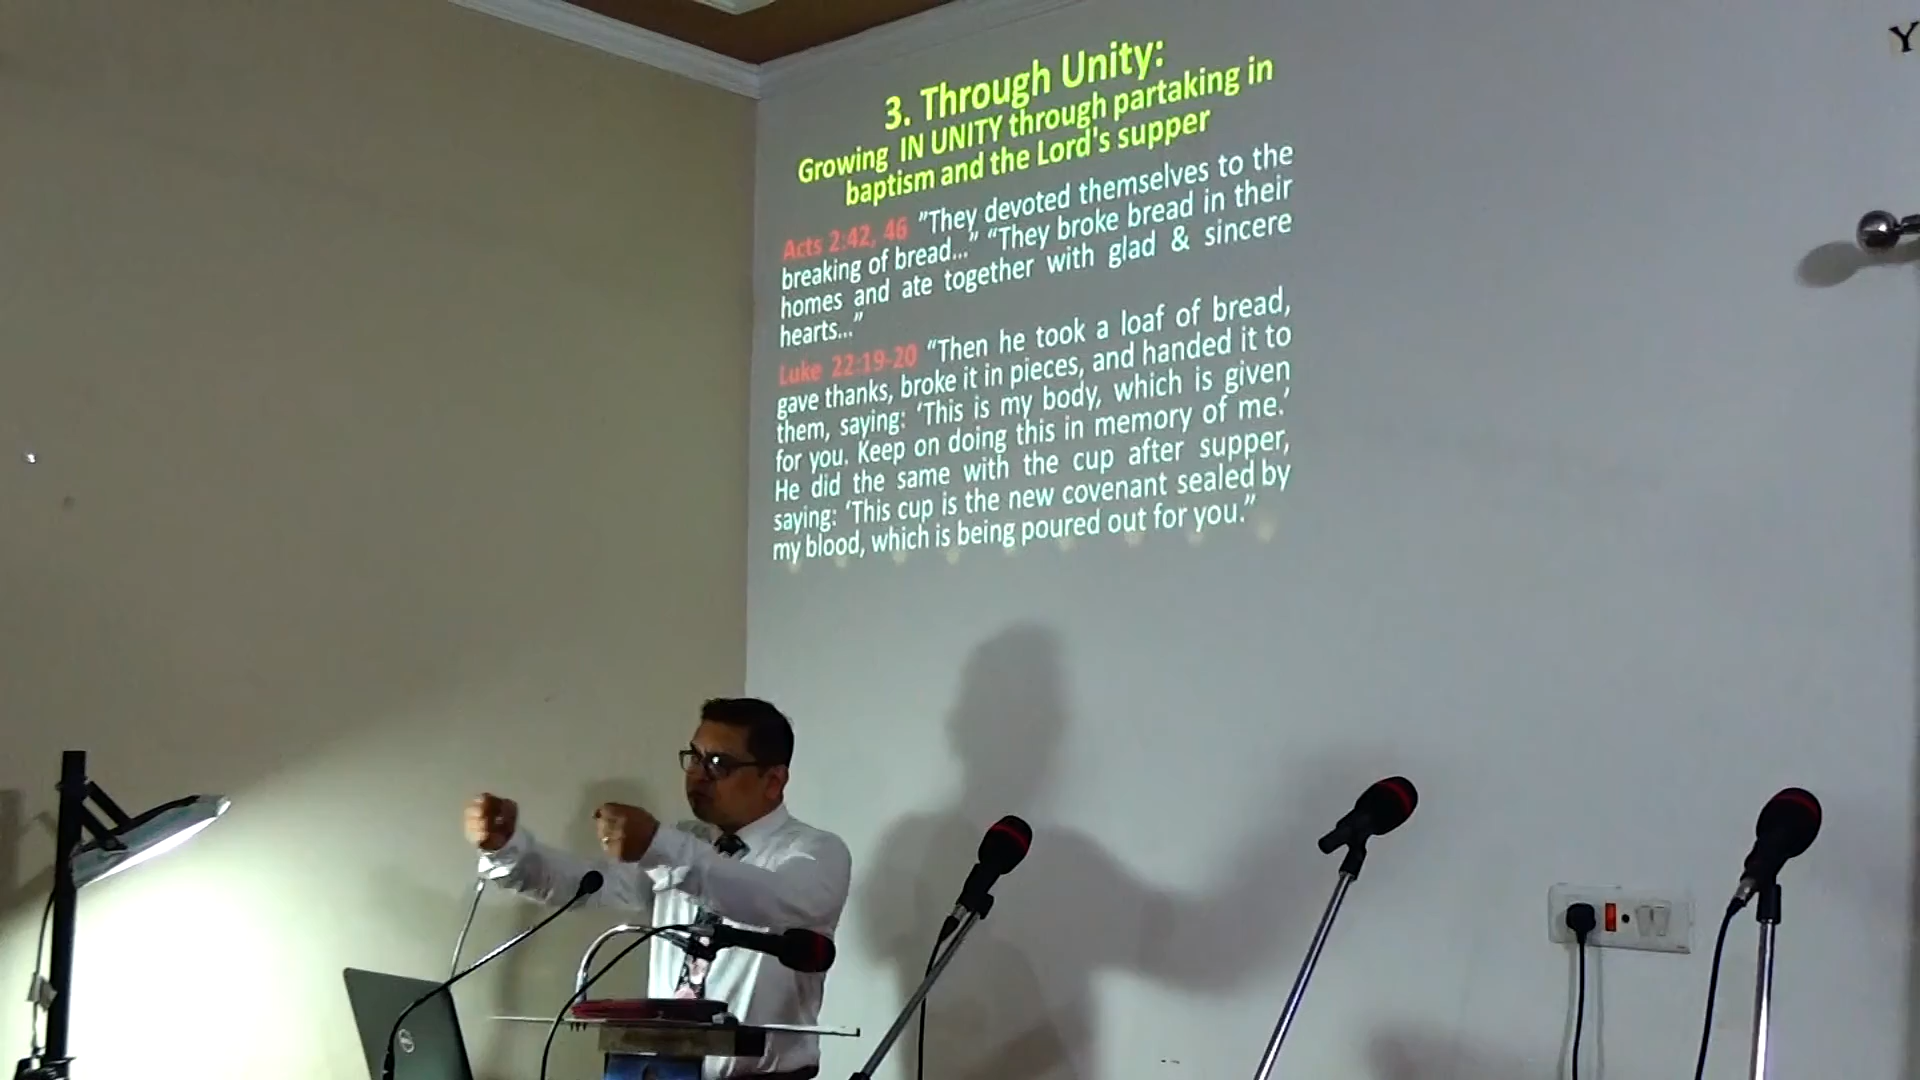 3. Through Unity:
Growing IN UNITY through partaking in
baptism and the Lord's supper
Acts 2:42, 46 "They devoted themselves to the
breaking of bread..." "They broke bread in their
homes and ate together with glad & sincere
hearts..."
Luke 22:19-20 "Then he took a loaf of bread,
gave thanks, broke it in pieces, and handed it to
them, saying: 'This is my body, which is given
for you. Keep on doing this in memory of me.'
He did the same with the cup after supper,
saying: 'This cup is the new covenant sealed by
my blood, which is being poured out for you."
Y
DELL